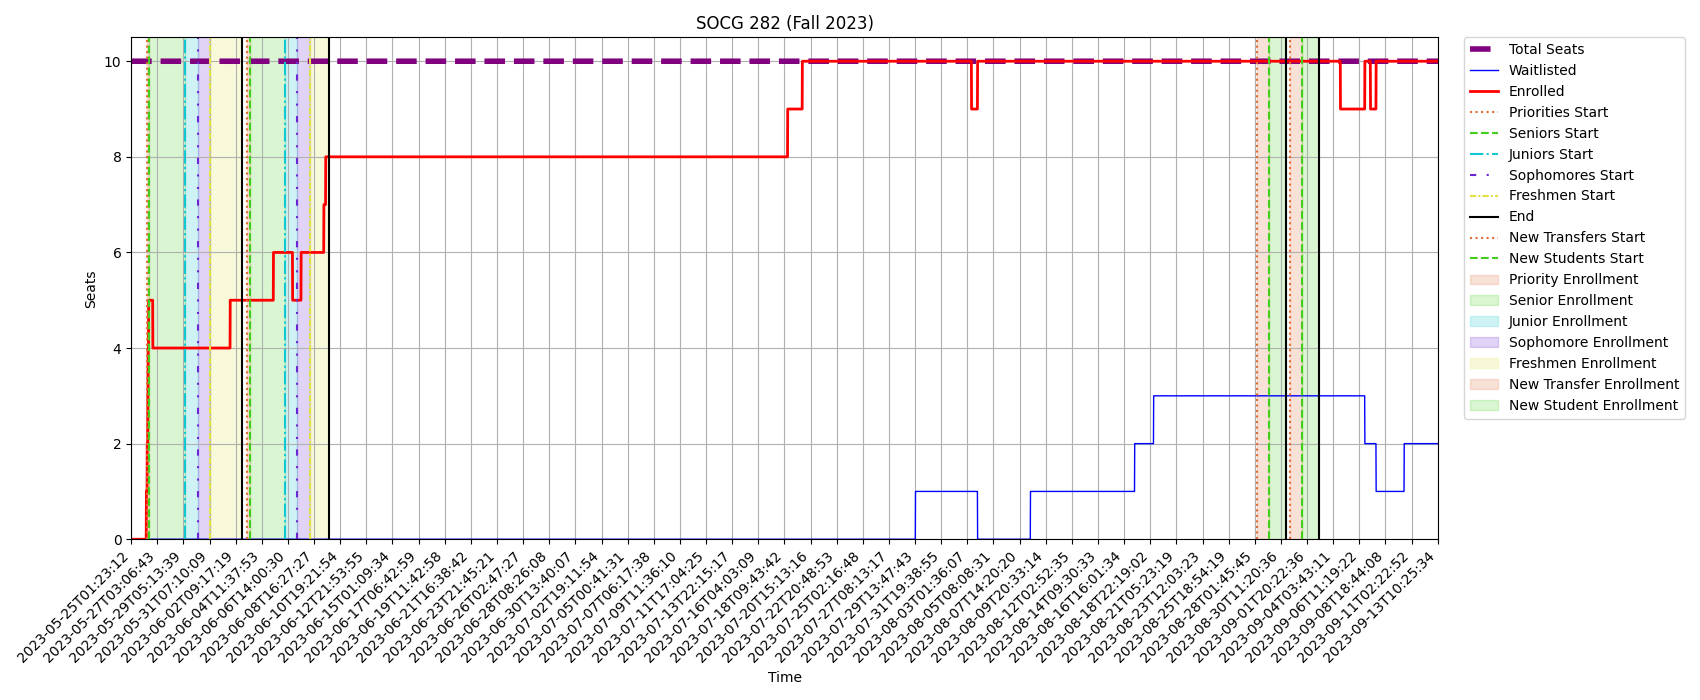 SOCG 282 (Fall 2023)
Seats
10
8
6
4
2
0
2023-05-25T01:23:12
2023-05-27T03:06:43
2023-05-29T05:13:39
2023-05-31T07:10:09
2023-06-02T09:17:19
2023-06-04T11:37:53
2023-06-06T14:00:30
2023-06-08T16:27:27
2023-06-10T19:21:54
2023-06-12T21:53:55
2023-06-15T01:09:34
2023-06-17T06:42:59
2023-06-19T11:42:58
2023-06-21T16:38:42
2023-06-23T21:45:21
2023-06-26T02:47:27
2023-06-28T08:26:08
2023-06-30T13:40:07
2023-07-02T19:11:54
2023-07-05T00:41:31
2023-07-07T06:17:38
2023-07-09T11:36:10
2023-07-11T17:04:25
2023-07-13T22:15:17
2023-07-16T04:03:09
2023-07-18T09:43:42
2023-07-20T15:13:16
2023-07-22T20:48:53
2023-07-25T02:16:48
2023-07-27T08:13:17
2023-07-29T13:47:43
2023-07-31T19:38:55
2023-08-03T01:36:07
2023-08-05T08:08:31
2023-08-07T14:20:20
2023-08-09T20:33:14
2023-08-12T02:52:35
2023-08-14T09:30:33
2023-08-16T16:01:34
2023-08-18T22:19:02
2023-08-21T05:23:19
2023-08-23T12:03:23
2023-08-25T18:54:19
2023-08-28T01:45:45
2023-08-30T11:20:36
2023-09-01T20:22:36
2023-09-04T03:43:11
2023-09-06T11:19:22
2023-09-08T18:44:08
2023-09-11T02:22:52
2023-09-13T10:25:34
Time
Total Seats
Waitlisted
Enrolled
Priorities Start
Seniors Start
Juniors Start
Sophomores Start
Freshmen Start
End
New Transfers Start
New Students Start
Priority Enrollment
Senior Enrollment
Junior Enrollment
Sophomore Enrollment
Freshmen Enrollment
New Transfer Enrollment
New Student Enrollment